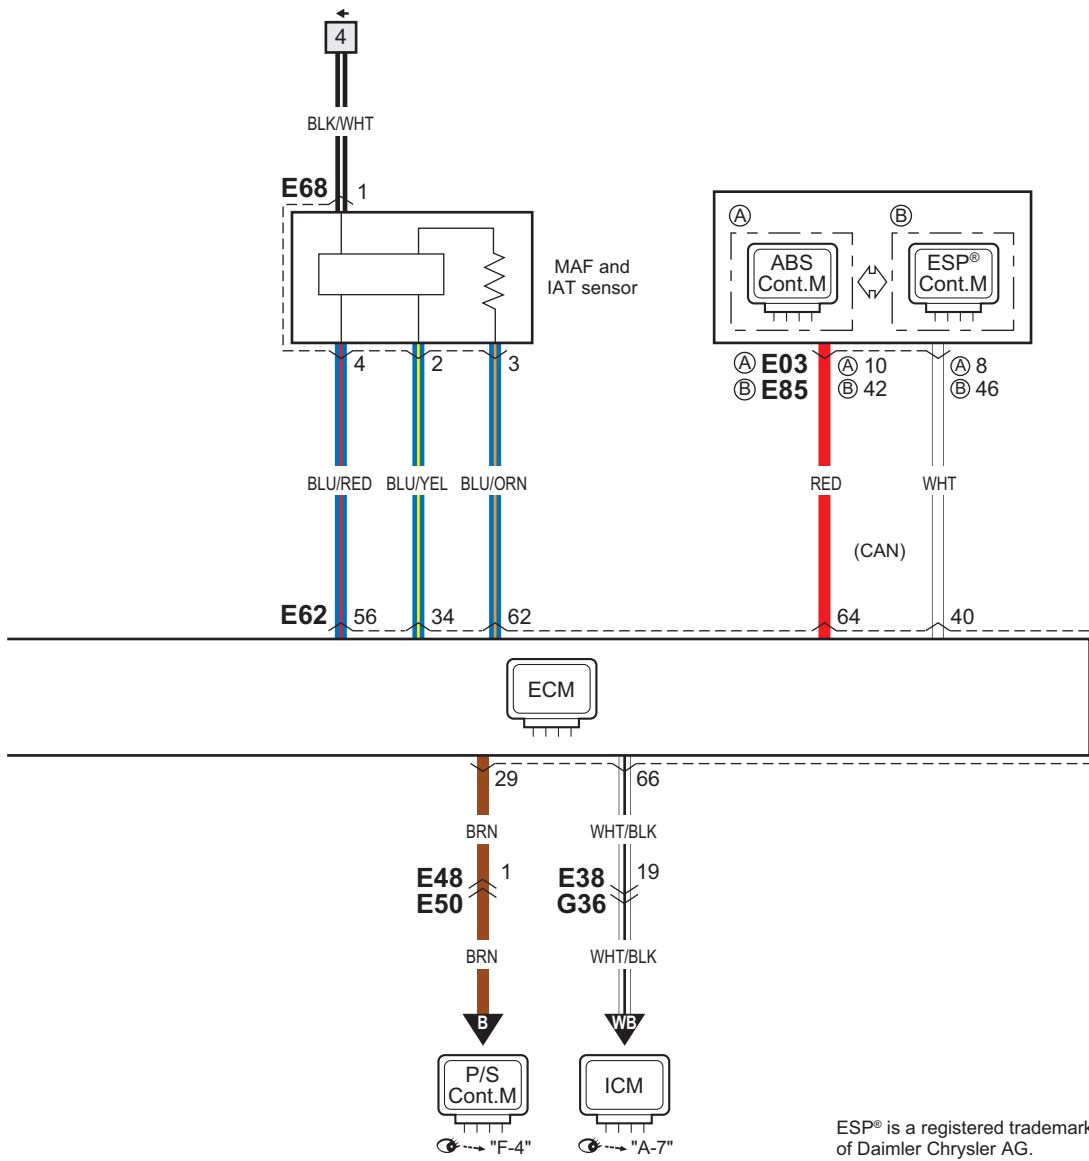 4
BLK/WHT
E68 1
MAF and
IAT sensor
4 2 3
BLU/RED BLU/YEL BLU/ORN
E62 56 34 62
A B
ABS
Cont.M
ESP®
Cont.M
A E03 A 10 A 8
B E85 B 42 B 46
RED WHT
(CAN)
64 40
ECM
29 66
BRN WHT/BLK
E48 1 E38 19
E50 G36
BRN WHT/BLK
B WB
P/S
Cont.M
ICM
"F-4" "A-7"
ESP® is a registered trademark
of Daimler Chrysler AG.